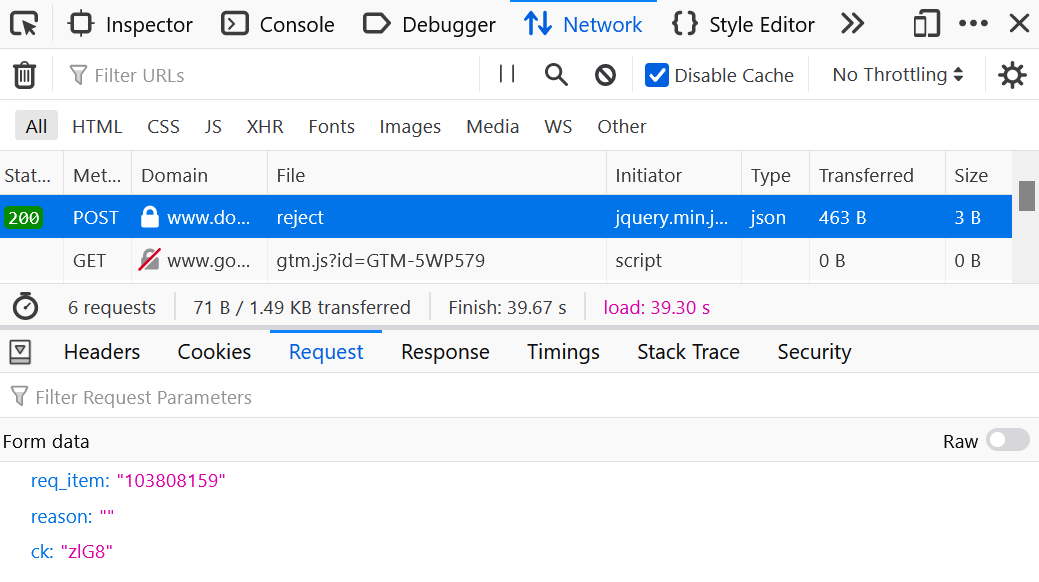 Inspector Console Debugger Network Style Editor
Filter URLs Disable Cache No Throttling
All HTML CSS JS XHR Fonts Images Media WS Other
Stat... Met... Domain File Initiator Type Transferred Size
200 POST www.do... reject jquery.min.j... json 463 B 3 B
GET www.go... gtm.js?id=GTM-5WP579 script 0 B 0 B
6 requests 71 B / 1.49 KB transferred Finish: 39.67 s load: 39.30 s
Headers Cookies Request Response Timings Stack Trace Security
Filter Request Parameters
Form data Raw
req_item: "103808159"
reason: ""
ck: "zlG8"